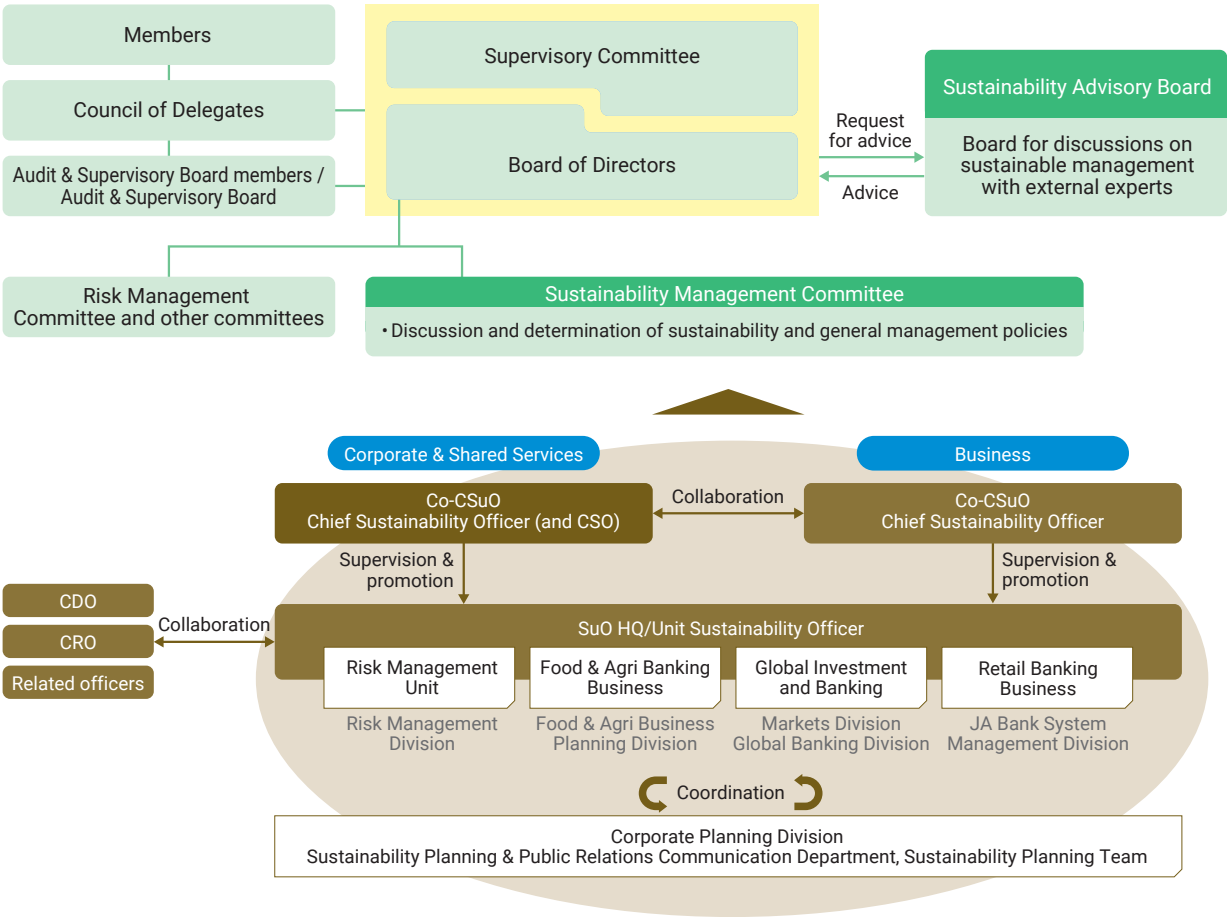 Members
Council of Delegates
Audit & Supervisory Board members /
Audit & Supervisory Board
Supervisory Committee
Board of Directors
Request
for advice
Advice
Sustainability Advisory Board
Board for discussions on
sustainable management
with external experts
Risk Management
Committee and other committees
Sustainability Management Committee
・Discussion and determination of sustainability and general management policies
Corporate & Shared Services
Business
Co-CSuO
Chief Sustainability Officer (and CSO)
Collaboration
Co-CSuO
Chief Sustainability Officer
Supervision &
promotion
Supervision &
promotion
CDO
CRO
Related officers
Collaboration
SuO HQ/Unit Sustainability Officer
Risk Management
Unit
Food & Agri Banking
Business
Global Investment
and Banking
Retail Banking
Business
Risk Management
Division
Food & Agri Business
Planning Division
Markets Division
Global Banking Division
JA Bank System
Management Division
Coordination
Corporate Planning Division
Sustainability Planning & Public Relations Communication Department, Sustainability Planning Team